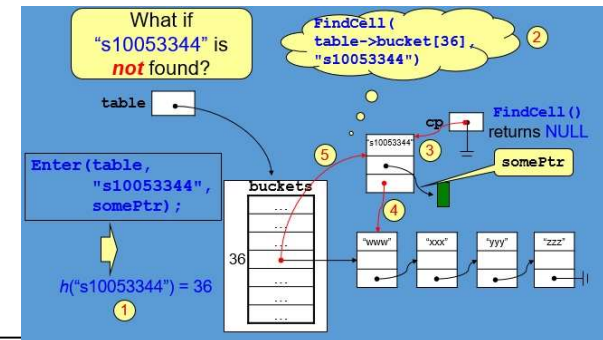 What if
“s10053344” is
not found?
FindCell(
table->bucket[36],
"s10053344")
2
table
cp
FindCell()
returns NULL
"s10053344"
3
5
somePtr
Enter(table,
"s10053344",
somePtr);
buckets
4
...
...
...
36
...
...
...
"www"
"xxx"
"yyy"
"zzz"
h(“s10053344”) = 36
1